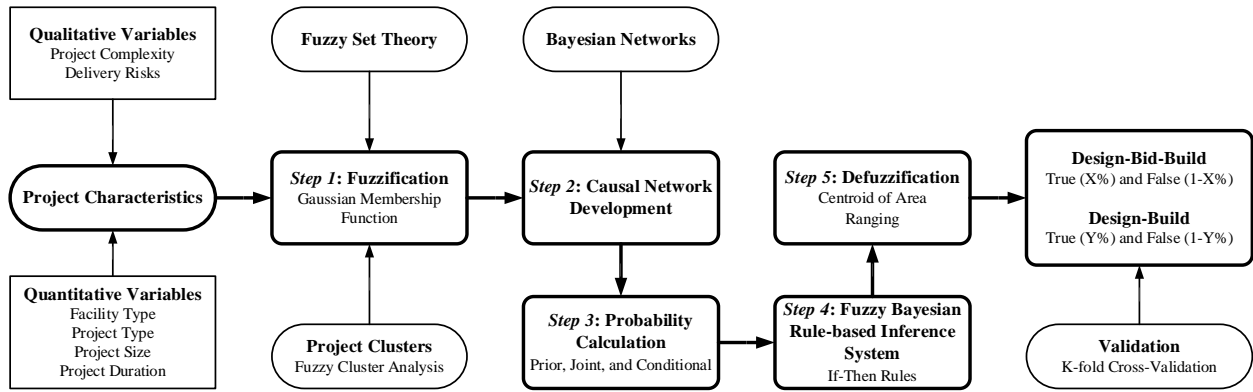 Qualitative Variables
Project Complexity
Delivery Risks
Project Characteristics
Quantitative Variables
Facility Type
Project Type
Project Size
Project Duration
Fuzzy Set Theory
Step 1: Fuzzification
Gaussian Membership
Function
Project Clusters
Fuzzy Cluster Analysis
Bayesian Networks
Step 2: Causal Network
Development
Step 3: Probability
Calculation
Prior, Joint, and Conditional
Step 4: Fuzzy Bayesian
Rule-based Inference
System
If-Then Rules
Step 5: Defuzzification
Centroid of Area
Ranging
Design-Bid-Build
True (X%) and False (1-X%)
Design-Build
True (Y%) and False (1-Y%)
Validation
K-fold Cross-Validation